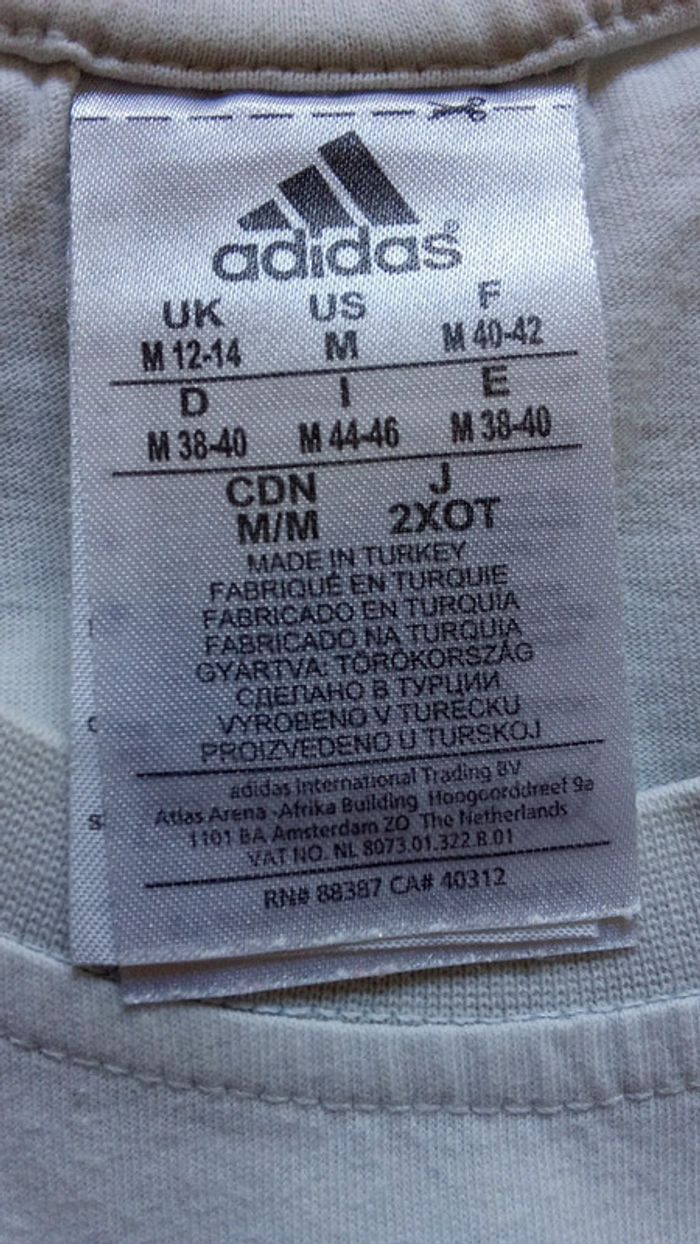 adidas®
UK US F
M 12-14 M M 40-42
D I E
M 38-40 M 44-46 M 38-40
CDN J
M/M 2XOT
MADE IN TURKEY
FABRIQUÉ EN TURQUIE
FABRICADO EN TURQUÍA
FABRICADO NA TURQUIA
GYÁRTVA: TÖRÖKORSZÁG
СДЕЛАНО В ТУРЦИИ
VYROBENO V TURECKU
PROIZVEDENO U TURSKOJ
adidas International Trading BV
Atlas Arena -Afrika Building Hoogoorddreef 9a
1101 BA Amsterdam ZO The Netherlands
VAT NO. NL 8073.01.322.B.01
RN# 88387 CA# 40312